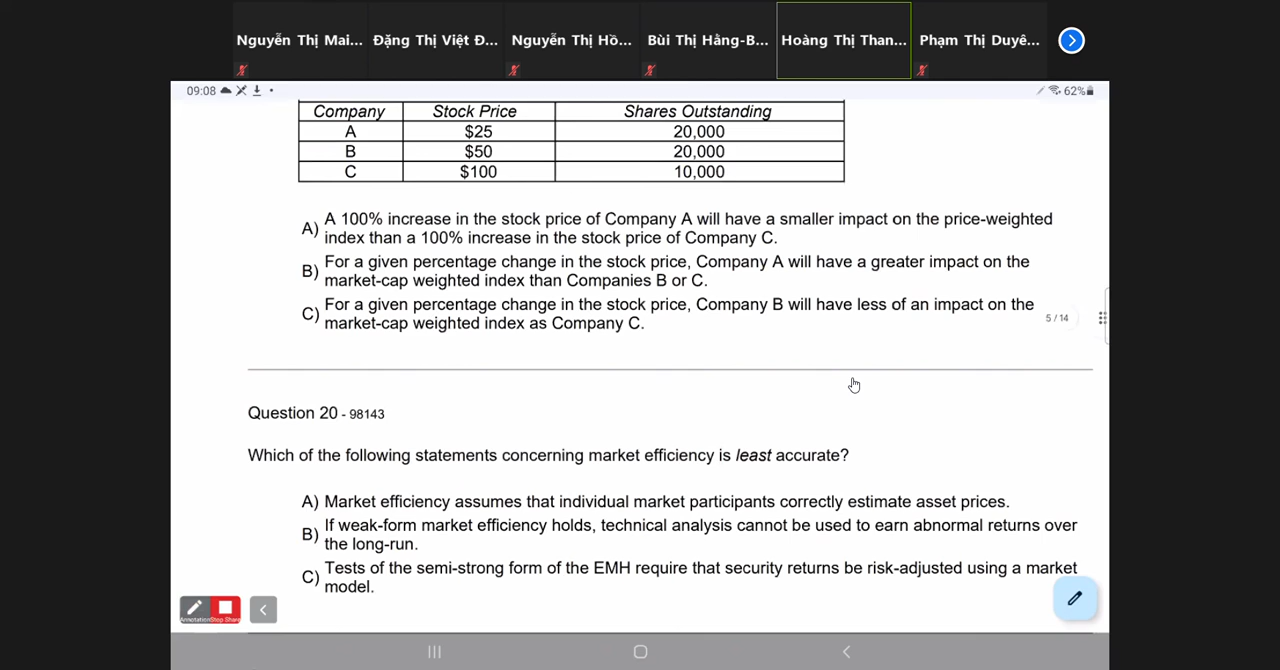 Nguyễn Thị Mai... Đặng Thị Việt Đ... Nguyễn Thị Hồ... Bùi Thị Hằng-B... Hoàng Thị Than... Phạm Thị Duyê...
09:08 62%
Company Stock Price Shares Outstanding
A $25 20,000
B $50 20,000
C $100 10,000
A) A 100% increase in the stock price of Company A will have a smaller impact on the price-weighted
index than a 100% increase in the stock price of Company C.
B) For a given percentage change in the stock price, Company A will have a greater impact on the
market-cap weighted index than Companies B or C.
C) For a given percentage change in the stock price, Company B will have less of an impact on the
market-cap weighted index as Company C.
5 / 14
Question 20 - 98143
Which of the following statements concerning market efficiency is least accurate?
A) Market efficiency assumes that individual market participants correctly estimate asset prices.
B) If weak-form market efficiency holds, technical analysis cannot be used to earn abnormal returns over
the long-run.
C) Tests of the semi-strong form of the EMH require that security returns be risk-adjusted using a market
model.
Annotation Stop Share